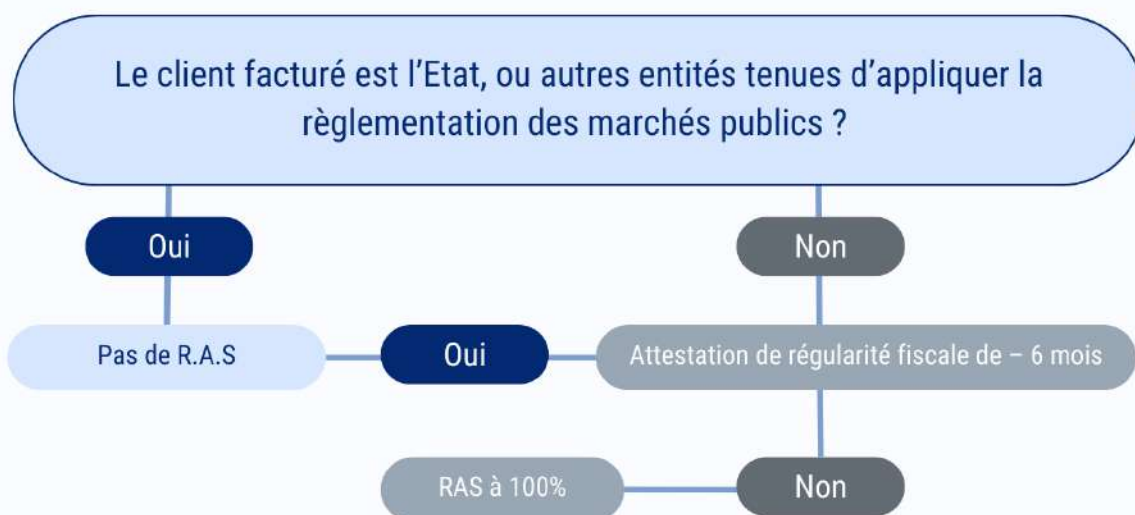 Le client facturé est l’Etat, ou autres entités tenues d’appliquer la
règlementation des marchés publics ?
Oui
Non
Pas de R.A.S
Oui
Attestation de régularité fiscale de – 6 mois
RAS à 100%
Non